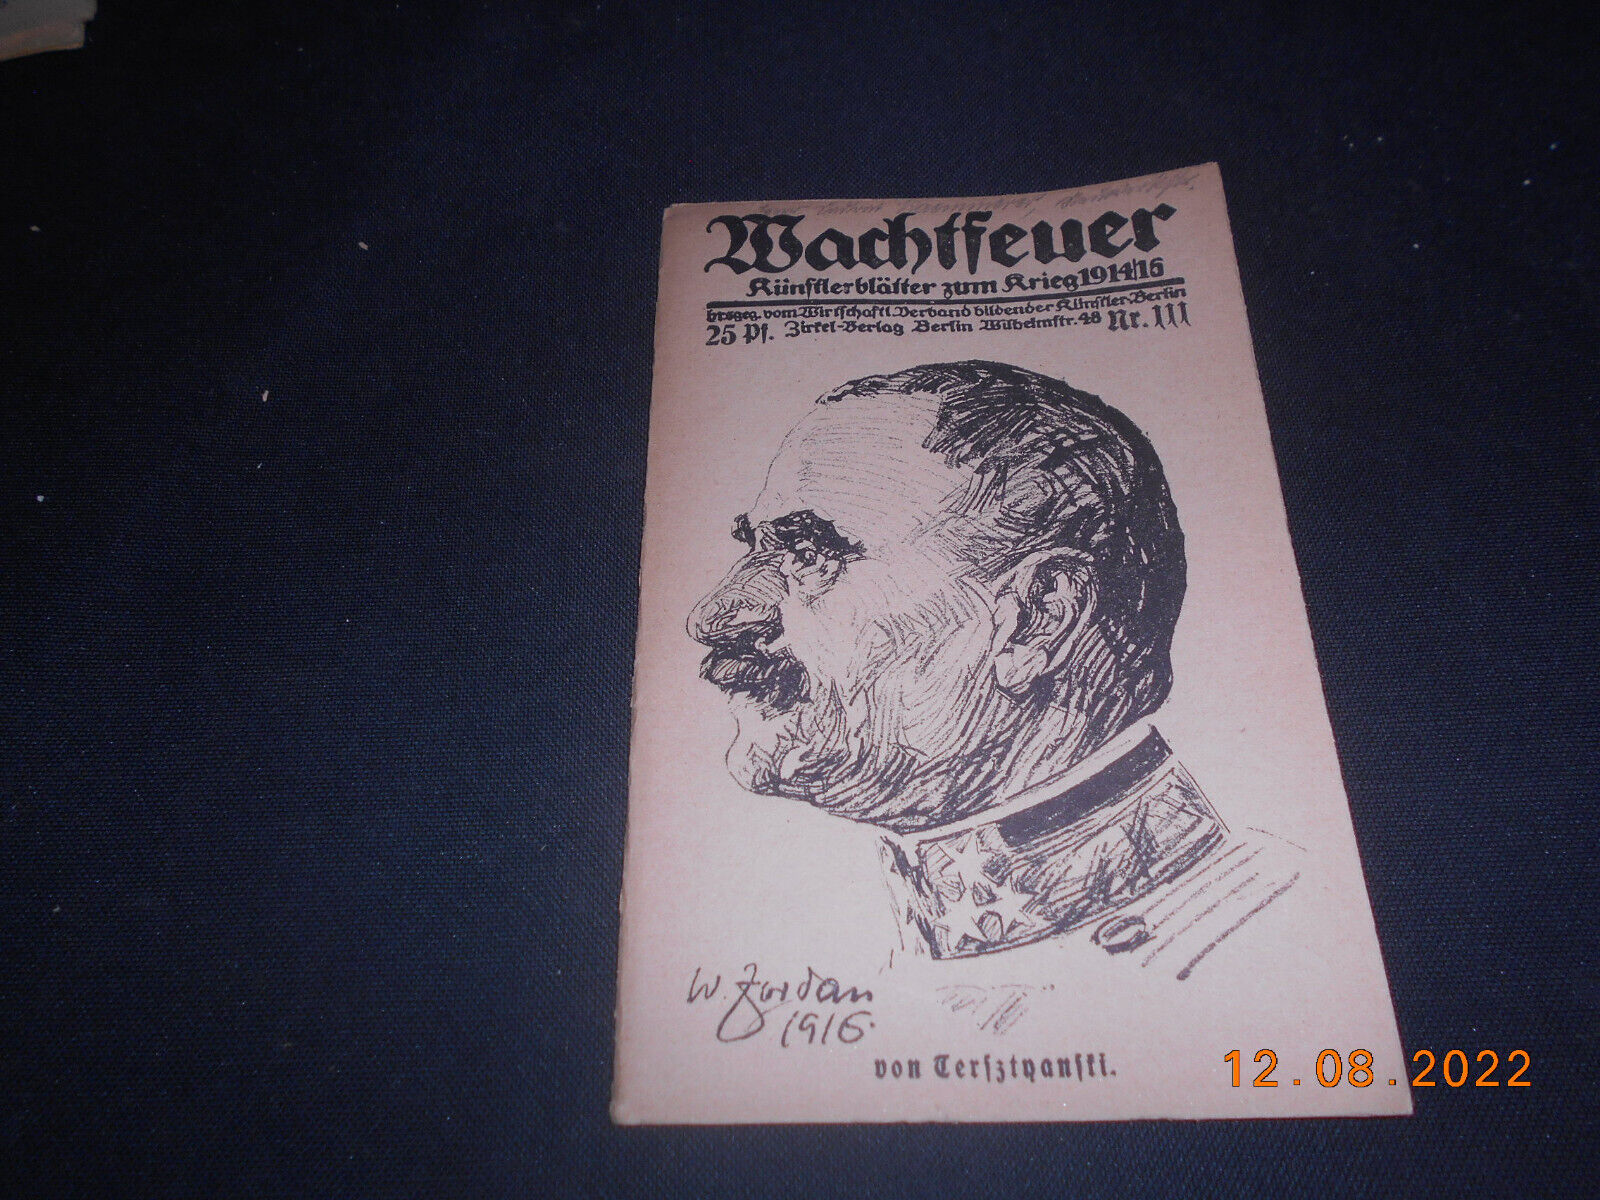 Wachtfeuer
Künstlerblätter zum Krieg 1914/16
hrsgeg. vom Wirtschaftl. Verband bildender Künstler Berlin
25 Pf. Zirkel-Verlag Berlin Wilhelmstr. 48 Nr. 111
W. Jordan
1916.
von Tersztyanski.
12.08.2022